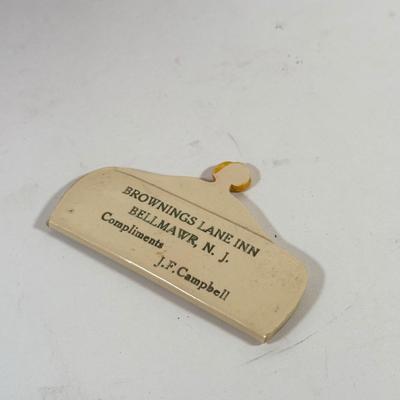 BROWNINGS LANE INN
BELLMAWR, N. J.
Compliments
J.F. Campbell